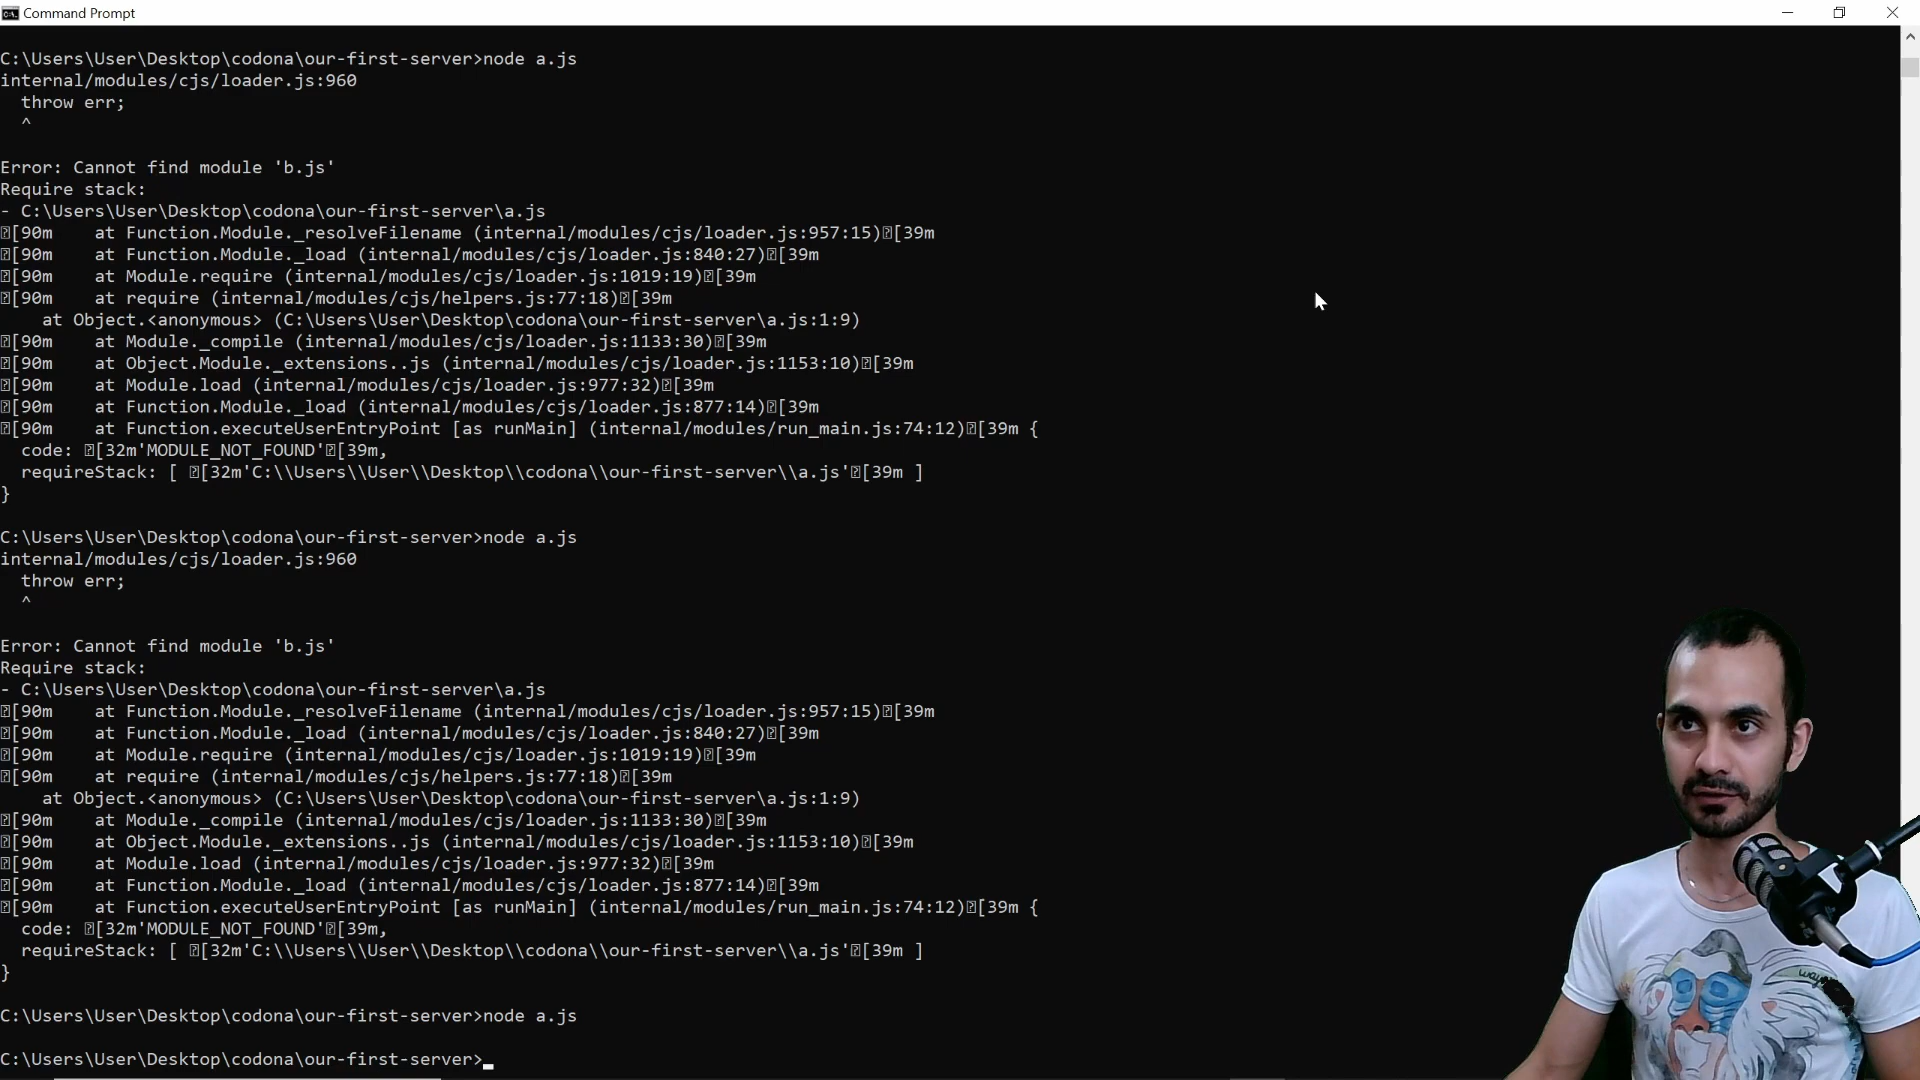 Command Prompt
C:\Users\User\Desktop\codona\our-first-server>node a.js
internal/modules/cjs/loader.js:960
  throw err;
  ^
Error: Cannot find module 'b.js'
Require stack:
- C:\Users\User\Desktop\codona\our-first-server\a.js
[90m    at Function.Module._resolveFilename (internal/modules/cjs/loader.js:957:15)[39m
[90m    at Function.Module._load (internal/modules/cjs/loader.js:840:27)[39m
[90m    at Module.require (internal/modules/cjs/loader.js:1019:19)[39m
[90m    at require (internal/modules/cjs/helpers.js:77:18)[39m
    at Object.<anonymous> (C:\Users\User\Desktop\codona\our-first-server\a.js:1:9)
[90m    at Module._compile (internal/modules/cjs/loader.js:1133:30)[39m
[90m    at Object.Module._extensions..js (internal/modules/cjs/loader.js:1153:10)[39m
[90m    at Module.load (internal/modules/cjs/loader.js:977:32)[39m
[90m    at Function.Module._load (internal/modules/cjs/loader.js:877:14)[39m
[90m    at Function.executeUserEntryPoint [as runMain] (internal/modules/run_main.js:74:12)[39m {
  code: [32m'MODULE_NOT_FOUND'[39m,
  requireStack: [ [32m'C:\\Users\\User\\Desktop\\codona\\our-first-server\\a.js'[39m ]
}
C:\Users\User\Desktop\codona\our-first-server>node a.js
internal/modules/cjs/loader.js:960
  throw err;
  ^
Error: Cannot find module 'b.js'
Require stack:
- C:\Users\User\Desktop\codona\our-first-server\a.js
[90m    at Function.Module._resolveFilename (internal/modules/cjs/loader.js:957:15)[39m
[90m    at Function.Module._load (internal/modules/cjs/loader.js:840:27)[39m
[90m    at Module.require (internal/modules/cjs/loader.js:1019:19)[39m
[90m    at require (internal/modules/cjs/helpers.js:77:18)[39m
    at Object.<anonymous> (C:\Users\User\Desktop\codona\our-first-server\a.js:1:9)
[90m    at Module._compile (internal/modules/cjs/loader.js:1133:30)[39m
[90m    at Object.Module._extensions..js (internal/modules/cjs/loader.js:1153:10)[39m
[90m    at Module.load (internal/modules/cjs/loader.js:977:32)[39m
[90m    at Function.Module._load (internal/modules/cjs/loader.js:877:14)[39m
[90m    at Function.executeUserEntryPoint [as runMain] (internal/modules/run_main.js:74:12)[39m {
  code: [32m'MODULE_NOT_FOUND'[39m,
  requireStack: [ [32m'C:\\Users\\User\\Desktop\\codona\\our-first-server\\a.js'[39m ]
}
C:\Users\User\Desktop\codona\our-first-server>node a.js
C:\Users\User\Desktop\codona\our-first-server>_